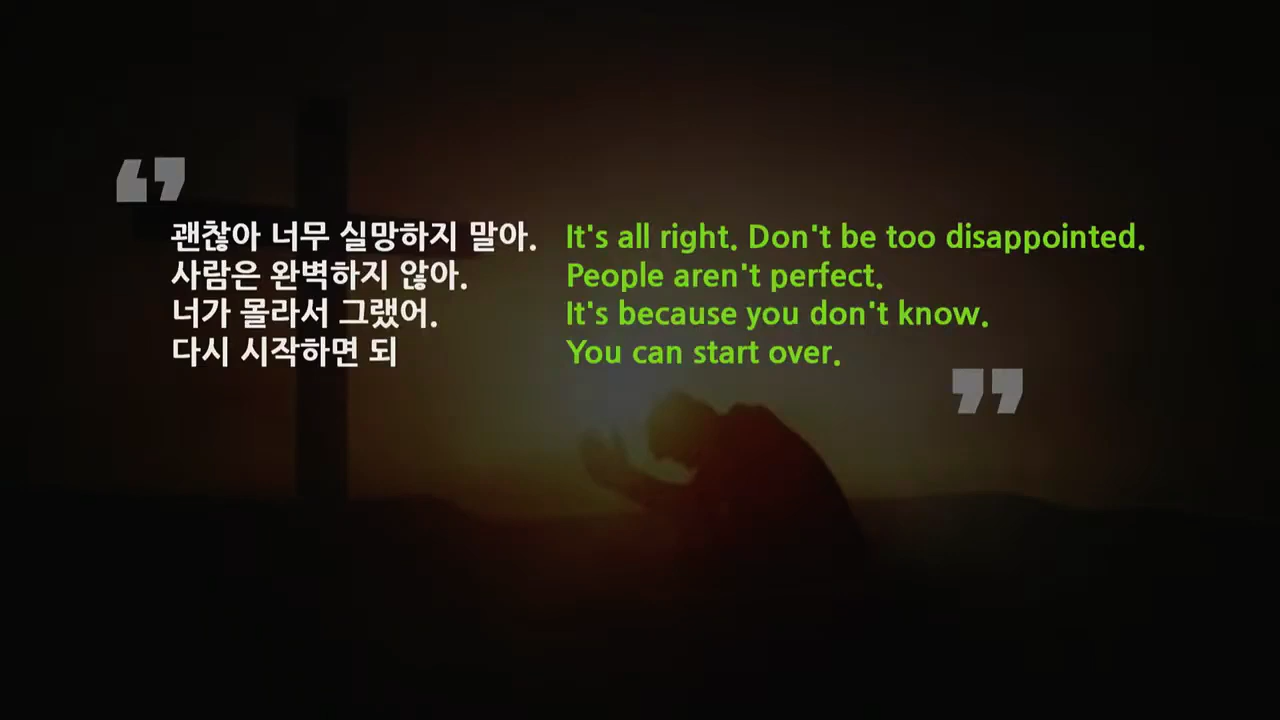 괜찮아 너무 실망하지 말아. It's all right. Don't be too disappointed.
사람은 완벽하지 않아. People aren't perfect.
너가 몰라서 그랬어. It's because you don't know.
다시 시작하면 되 You can start over.